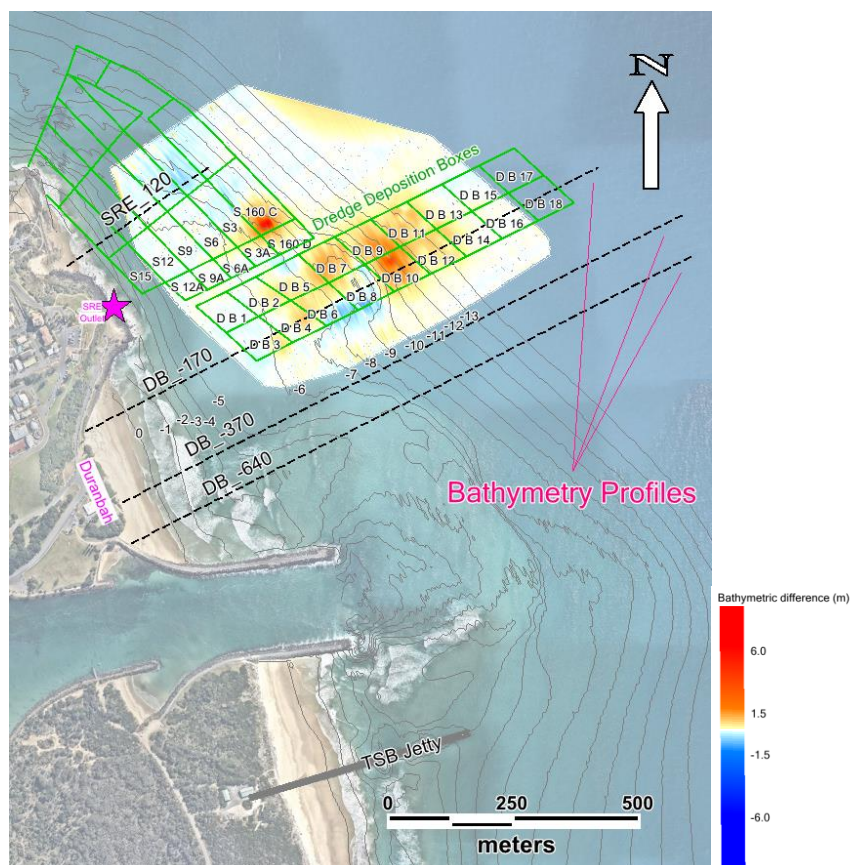 N
Dredge Deposition Boxes
SRE_120
D B 17
D B 15
D B 18
D B 13
D B 16
S 160 C
D B 11
D B 14
S3
S 160 D
D B 9
D B 12
S6
S 3A
D B 7
D B 10
S9
S 6A
D B 5
D B 8
S12
S 9A
D B 2
D B 6
S15
S 12A
D B 1
D B 4
D B 3
SRE
Outlet
DB_-170
DB_-370
DB_-640
0
-1
-2
-3
-4
-5
-6
-7
-8
-9
-10
-11
-12
-13
Duranbah
Bathymetry Profiles
TSB Jetty
0 250 500
meters
Bathymetric difference (m)
6.0
1.5
-1.5
-6.0